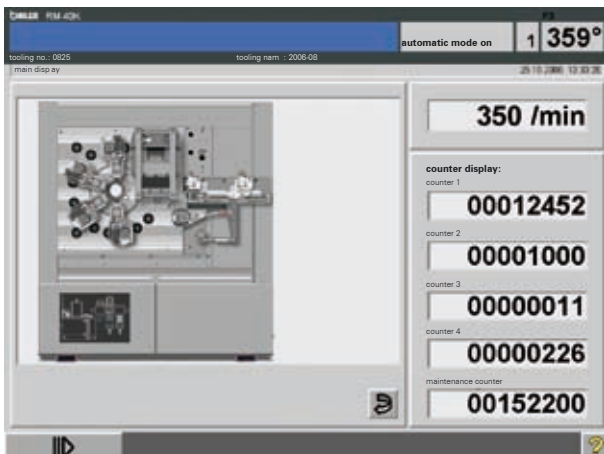 BIHLER RM-40K
automatic mode on
1 359°
tooling no.: 0825 tooling nam : 2006-08
main disp ay
350 /min
counter display:
counter 1
00012452
counter 2
00001000
counter 3
00000011
counter 4
00000226
maintenance counter
00152200
?